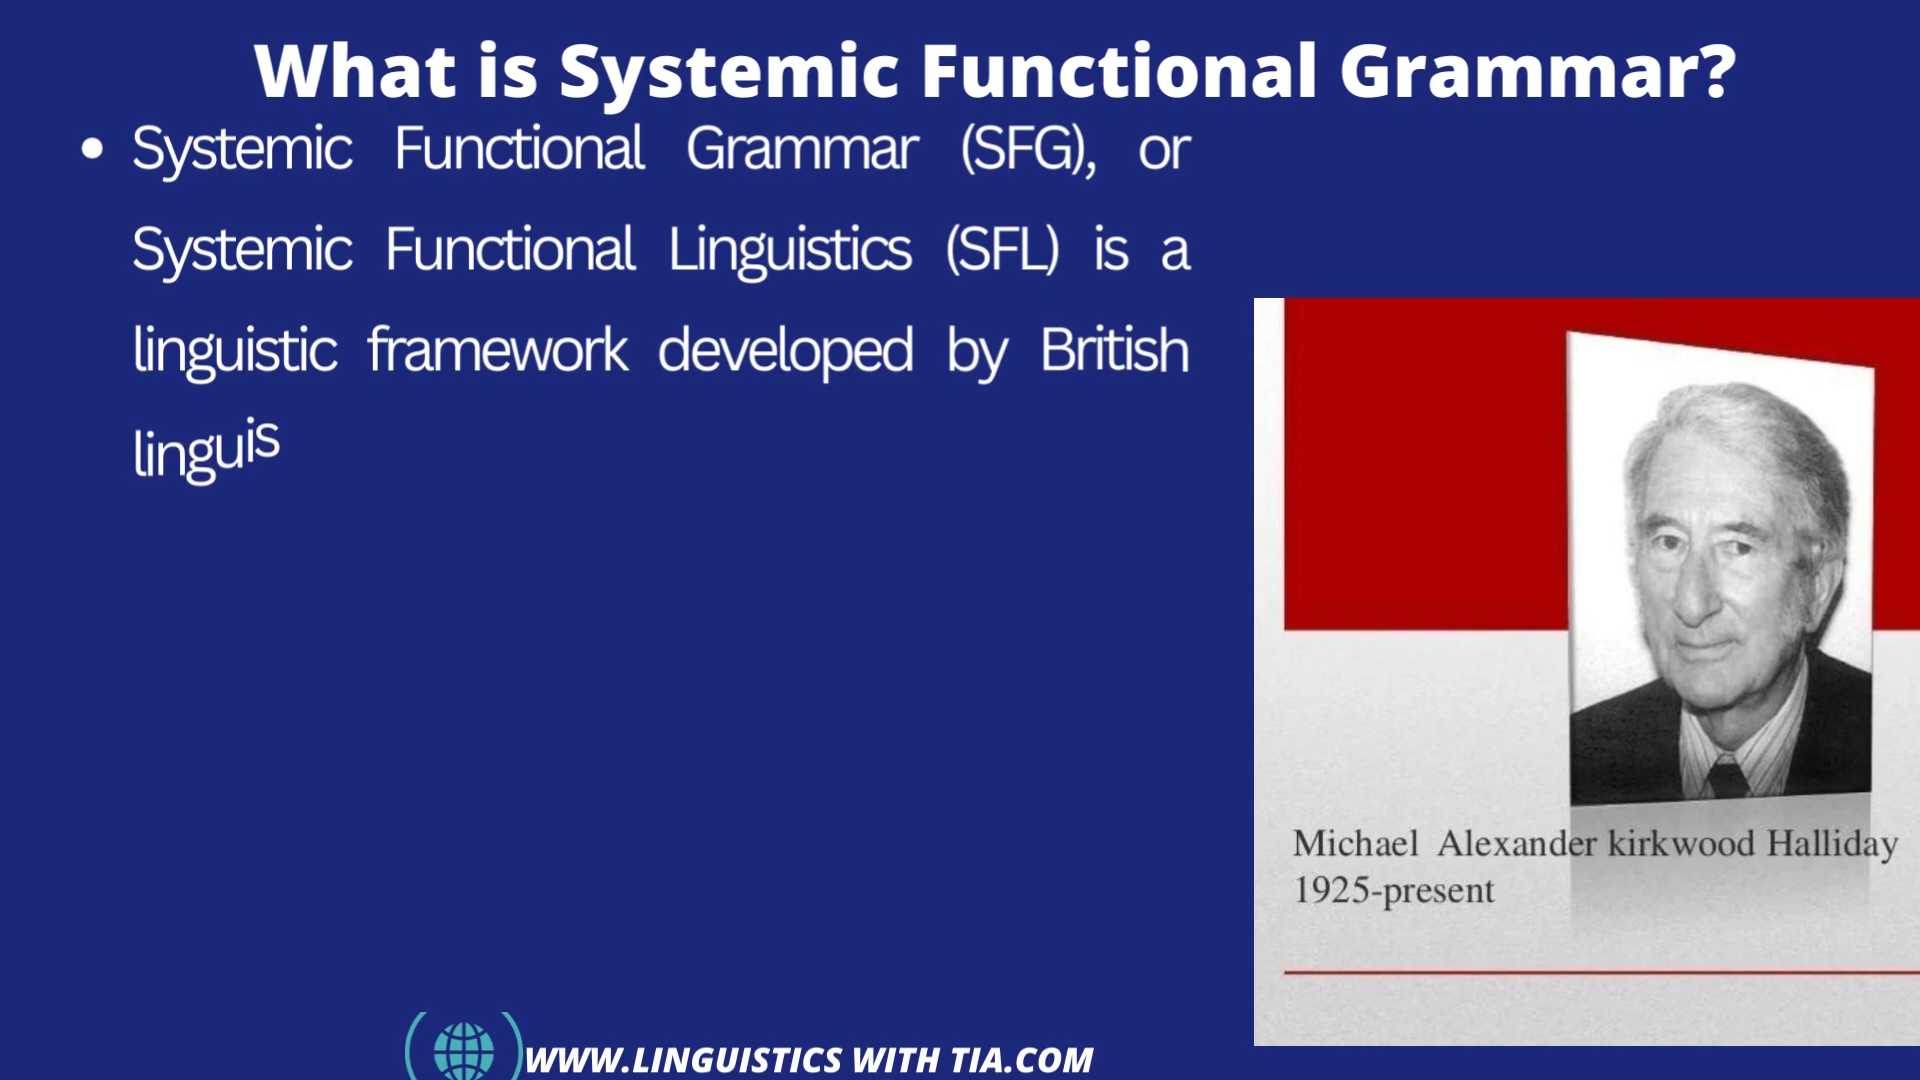 What is Systemic Functional Grammar?
• Systemic Functional Grammar (SFG), or
Systemic Functional Linguistics (SFL) is a
linguistic framework developed by British
linguis
Michael Alexander kirkwood Halliday
1925-present
WWW.LINGUISTICS WITH TIA.COM